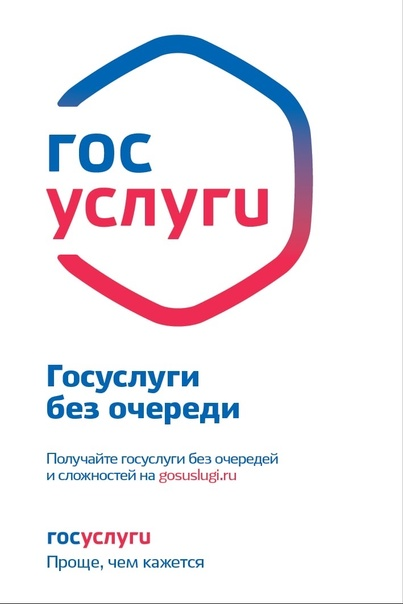 гос
услуги
Госуслуги
без очереди
Получайте госуслуги без очередей
и сложностей на gosuslugi.ru
госуслуги
Проще, чем кажется